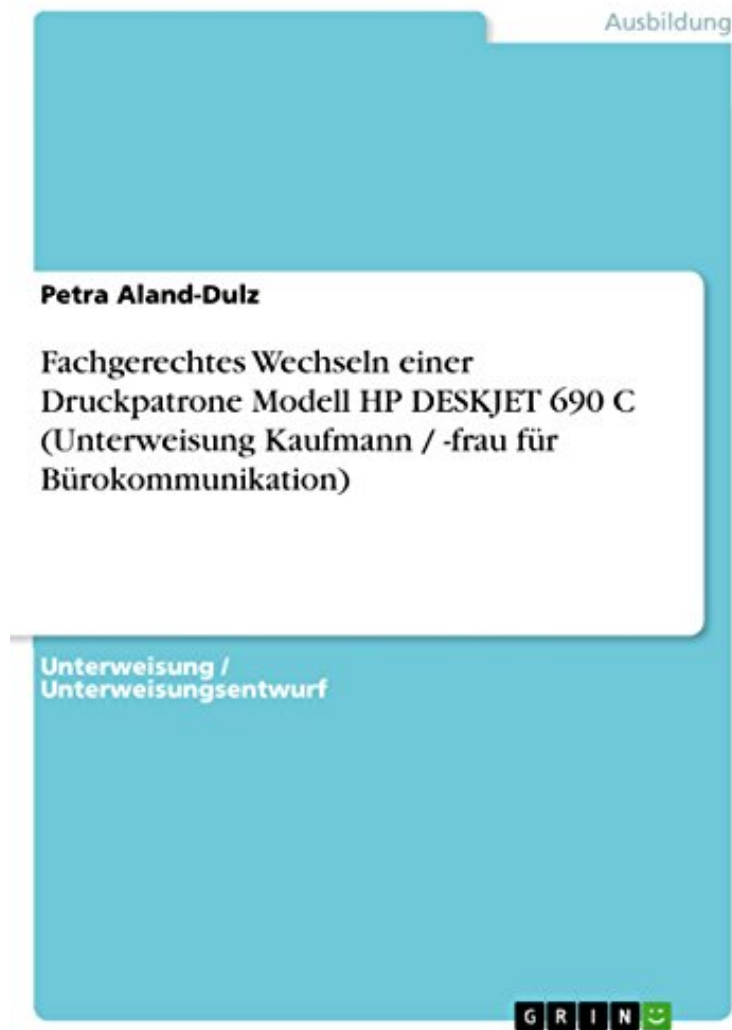 Ausbildung
Petra Aland-Dulz
Fachgerechtes Wechseln einer
Druckpatrone Modell HP DESKJET 690 C
(Unterweisung Kaufmann / -frau für
Bürokommunikation)
Unterweisung /
Unterweisungsentwurf
GRIN